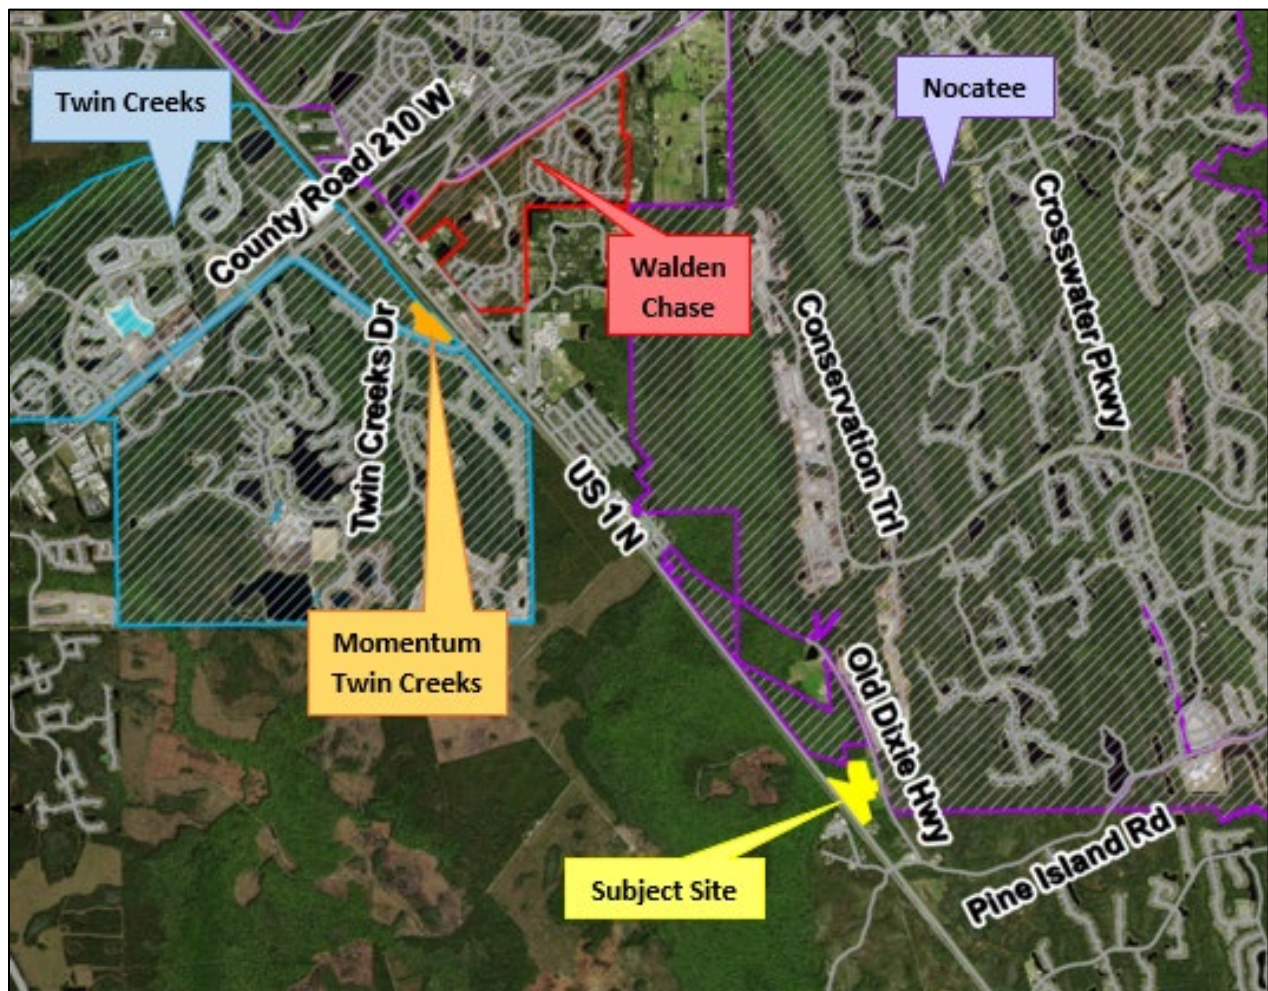 Twin Creeks
Nocatee
County Road 210 W
Walden
Chase
Crosswater Pkwy
Conservation Trl
Twin Creeks Dr
US 1 N
Momentum
Twin Creeks
Old Dixie Hwy
Subject Site
Pine Island Rd